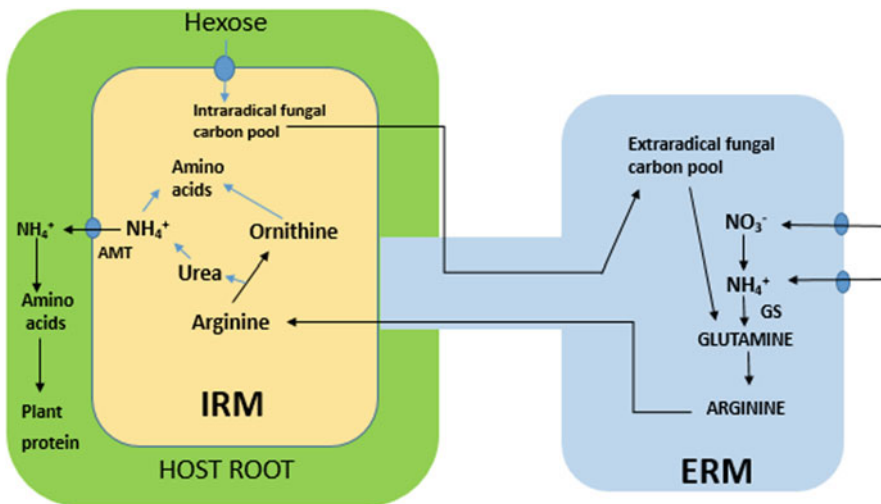 Hexose
Intraradical fungal
carbon pool
Amino
acids
NH₄⁺
AMT
NH₄⁺
Ornithine
Urea
Amino
acids
Arginine
Plant
protein
IRM
HOST ROOT
Extraradical fungal
carbon pool
NO₃⁻
NH₄⁺
GS
GLUTAMINE
ARGININE
ERM